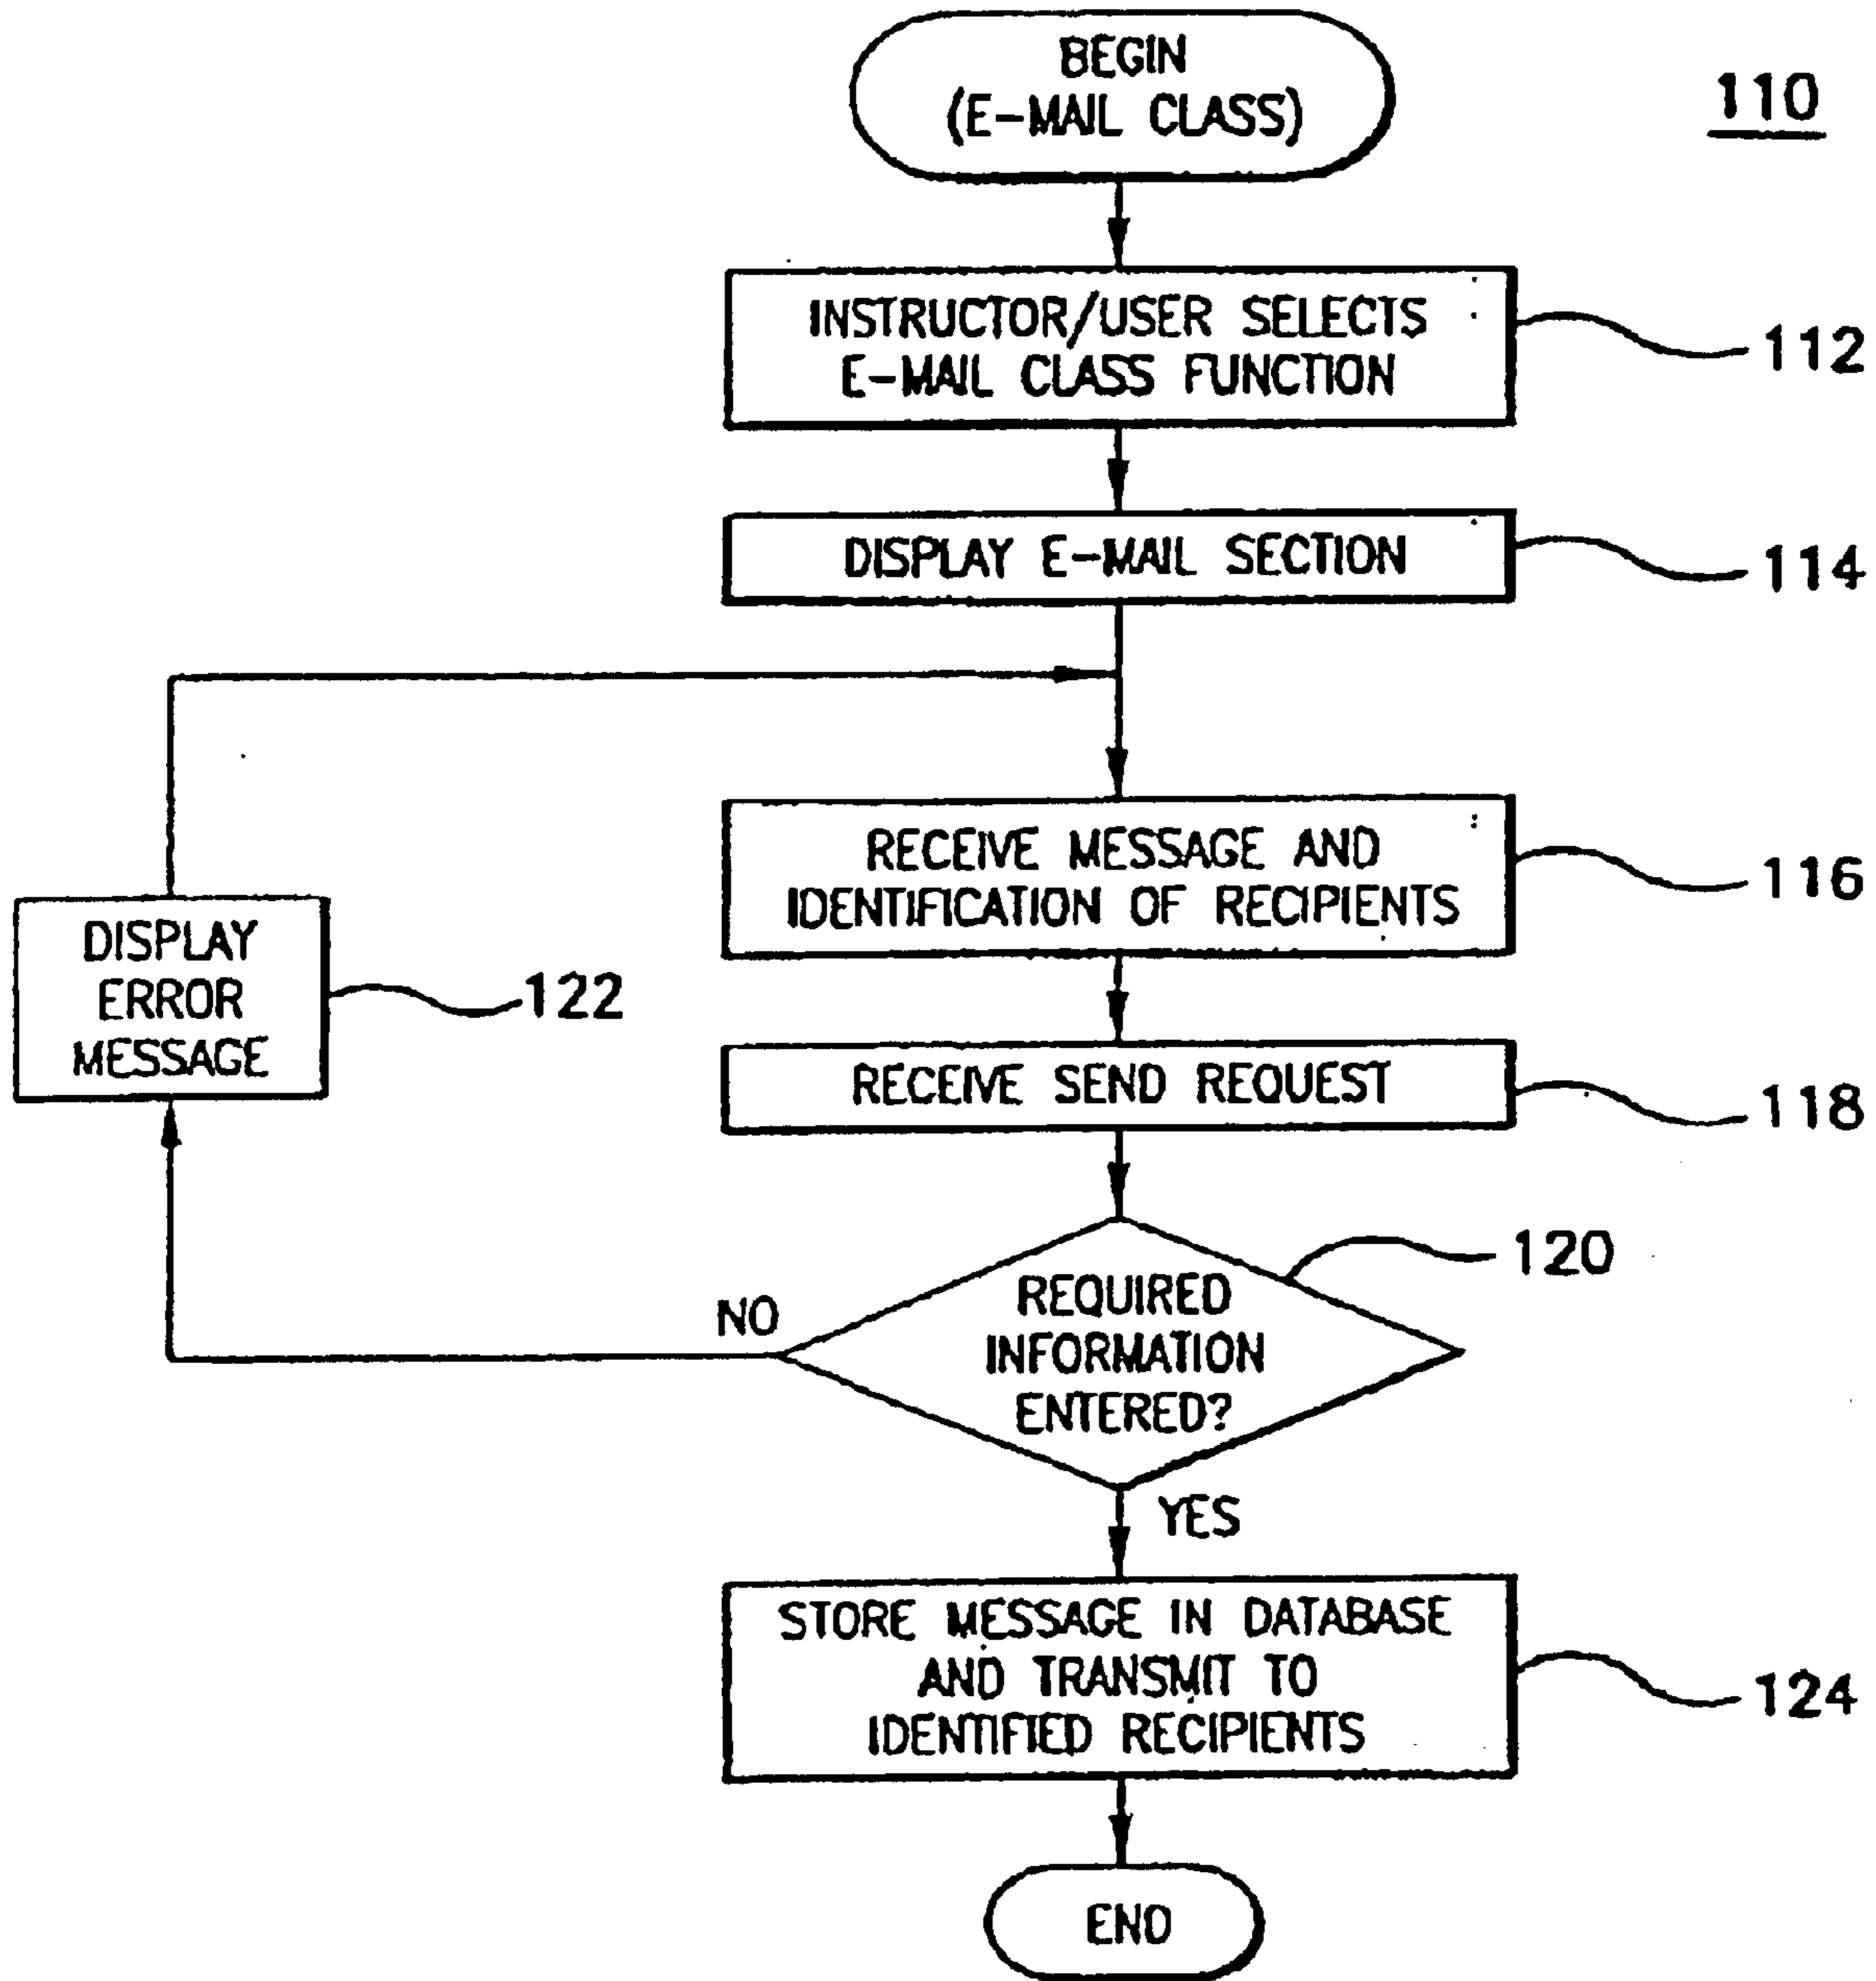 BEGIN
(E-MAIL CLASS)
110
INSTRUCTOR/USER SELECTS
E-MAIL CLASS FUNCTION
112
DISPLAY E-MAIL SECTION
114
RECEIVE MESSAGE AND
IDENTIFICATION OF RECIPIENTS
116
DISPLAY
ERROR
MESSAGE
122
RECEIVE SEND REQUEST
118
120
REQUIRED
INFORMATION
ENTERED?
NO
YES
STORE MESSAGE IN DATABASE
AND TRANSMIT TO
IDENTIFIED RECIPIENTS
124
END